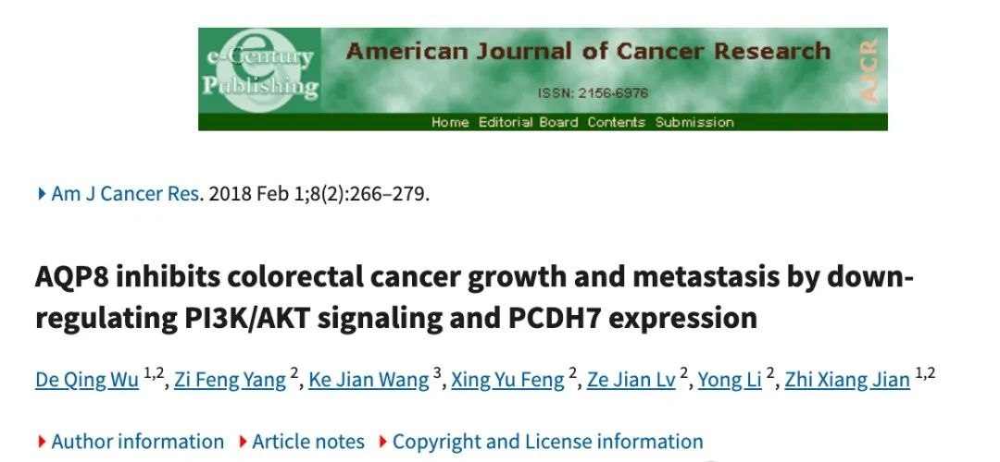 e-Century
Publishing
American Journal of Cancer Research
ISSN: 2156-6976
AJCR
Home Editorial Board Contents Submission
Am J Cancer Res. 2018 Feb 1;8(2):266–279.
AQP8 inhibits colorectal cancer growth and metastasis by down-
regulating PI3K/AKT signaling and PCDH7 expression
De Qing Wu 1,2, Zi Feng Yang 2, Ke Jian Wang 3, Xing Yu Feng 2, Ze Jian Lv 2, Yong Li 2, Zhi Xiang Jian 1,2
Author information Article notes Copyright and License information